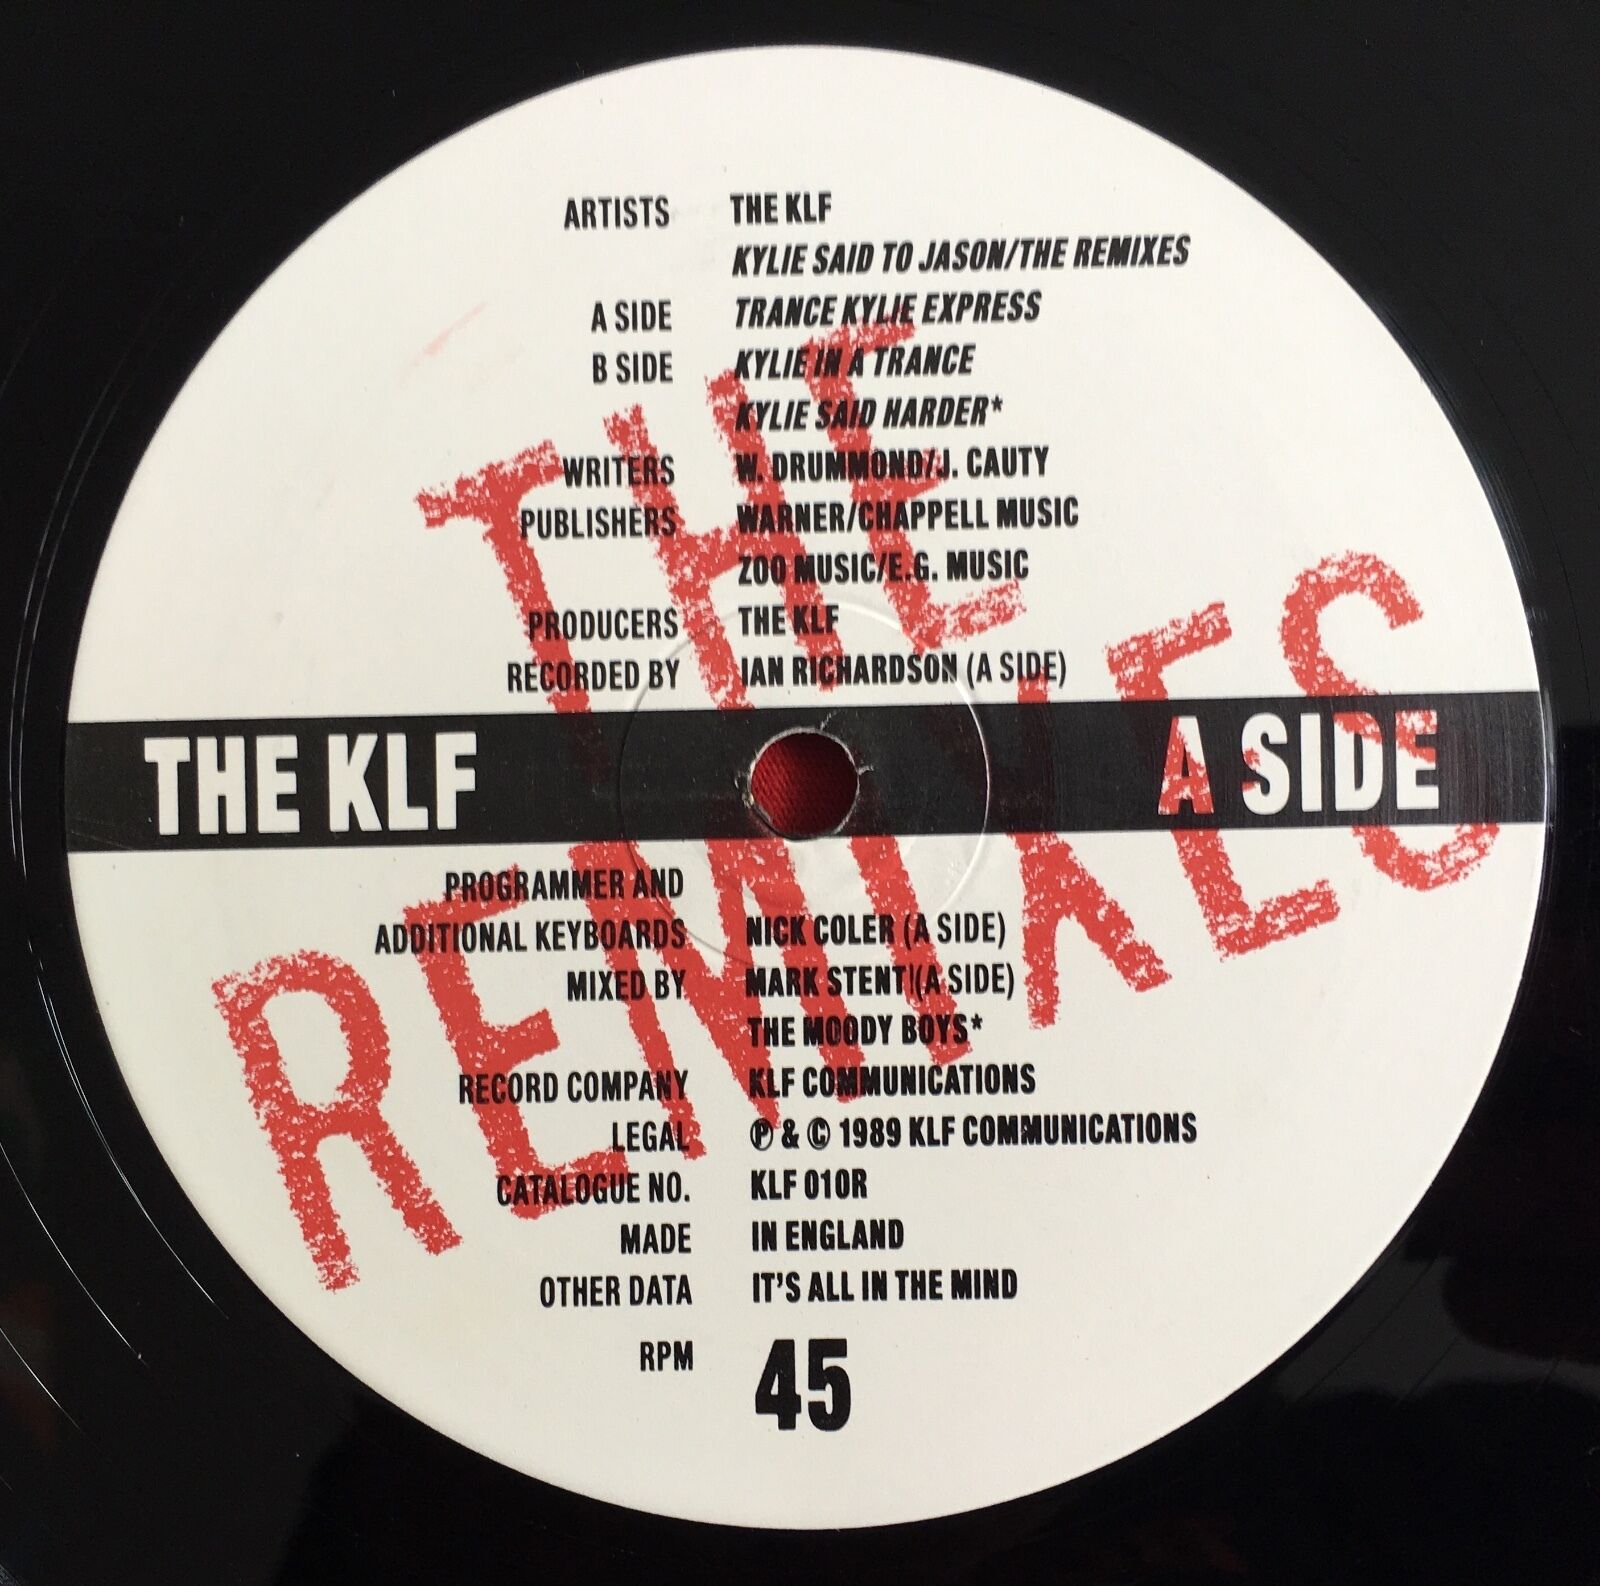 ARTISTS THE KLF
KYLIE SAID TO JASON/THE REMIXES
A SIDE TRANCE KYLIE EXPRESS
B SIDE KYLIE IN A TRANCE
KYLIE SAID HARDER*
WRITERS W. DRUMMOND/J. CAUTY
PUBLISHERS WARNER/CHAPPELL MUSIC
ZOO MUSIC/E.G. MUSIC
PRODUCERS THE KLF
RECORDED BY IAN RICHARDSON (A SIDE)
THE KLF A SIDE
THE
REMIXES
PROGRAMMER AND
ADDITIONAL KEYBOARDS NICK COLER (A SIDE)
MIXED BY MARK STENT (A SIDE)
THE MOODY BOYS*
RECORD COMPANY KLF COMMUNICATIONS
LEGAL ℗ & © 1989 KLF COMMUNICATIONS
CATALOGUE NO. KLF 010R
MADE IN ENGLAND
OTHER DATA IT'S ALL IN THE MIND
RPM 45